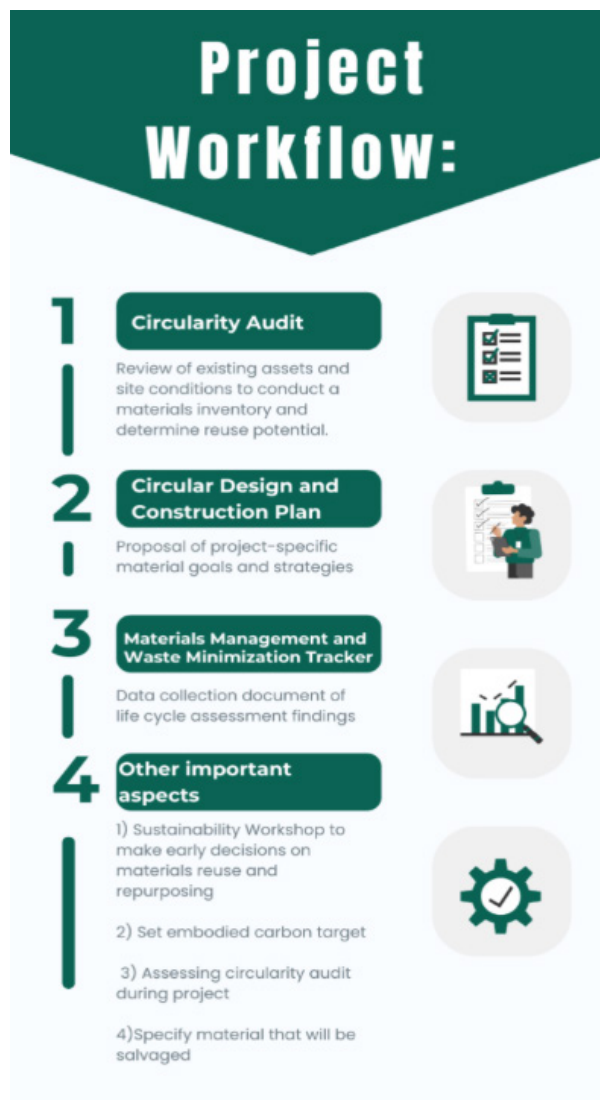 Project
Workflow:
1
Circularity Audit
Review of existing assets and
site conditions to conduct a
materials inventory and
determine reuse potential.
2
Circular Design and
Construction Plan
Proposal of project-specific
material goals and strategies
3
Materials Management and
Waste Minimization Tracker
Data collection document of
life cycle assessment findings
4
Other important
aspects
1) Sustainability Workshop to
make early decisions on
materials reuse and
repurposing
2) Set embodied carbon target
3) Assessing circularity audit
during project
4)Specify material that will be
salvaged